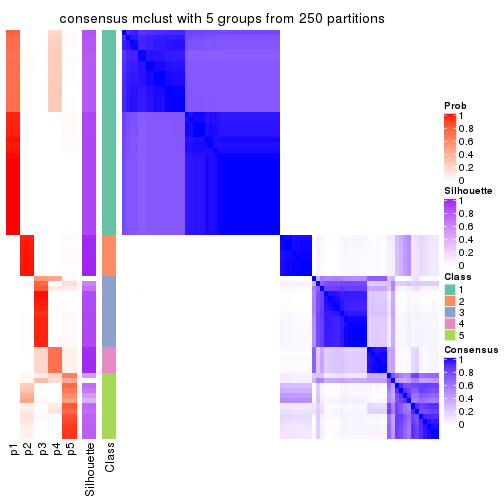 consensus mclust with 5 groups from 250 partitions
Prob
1
0.8
0.6
0.4
0.2
0
Silhouette
1
0.8
0.6
0.4
0.2
0
Class
1
2
3
4
5
Consensus
1
0.8
0.6
0.4
0.2
0
p1
p2
p3
p4
p5
Silhouette
Class